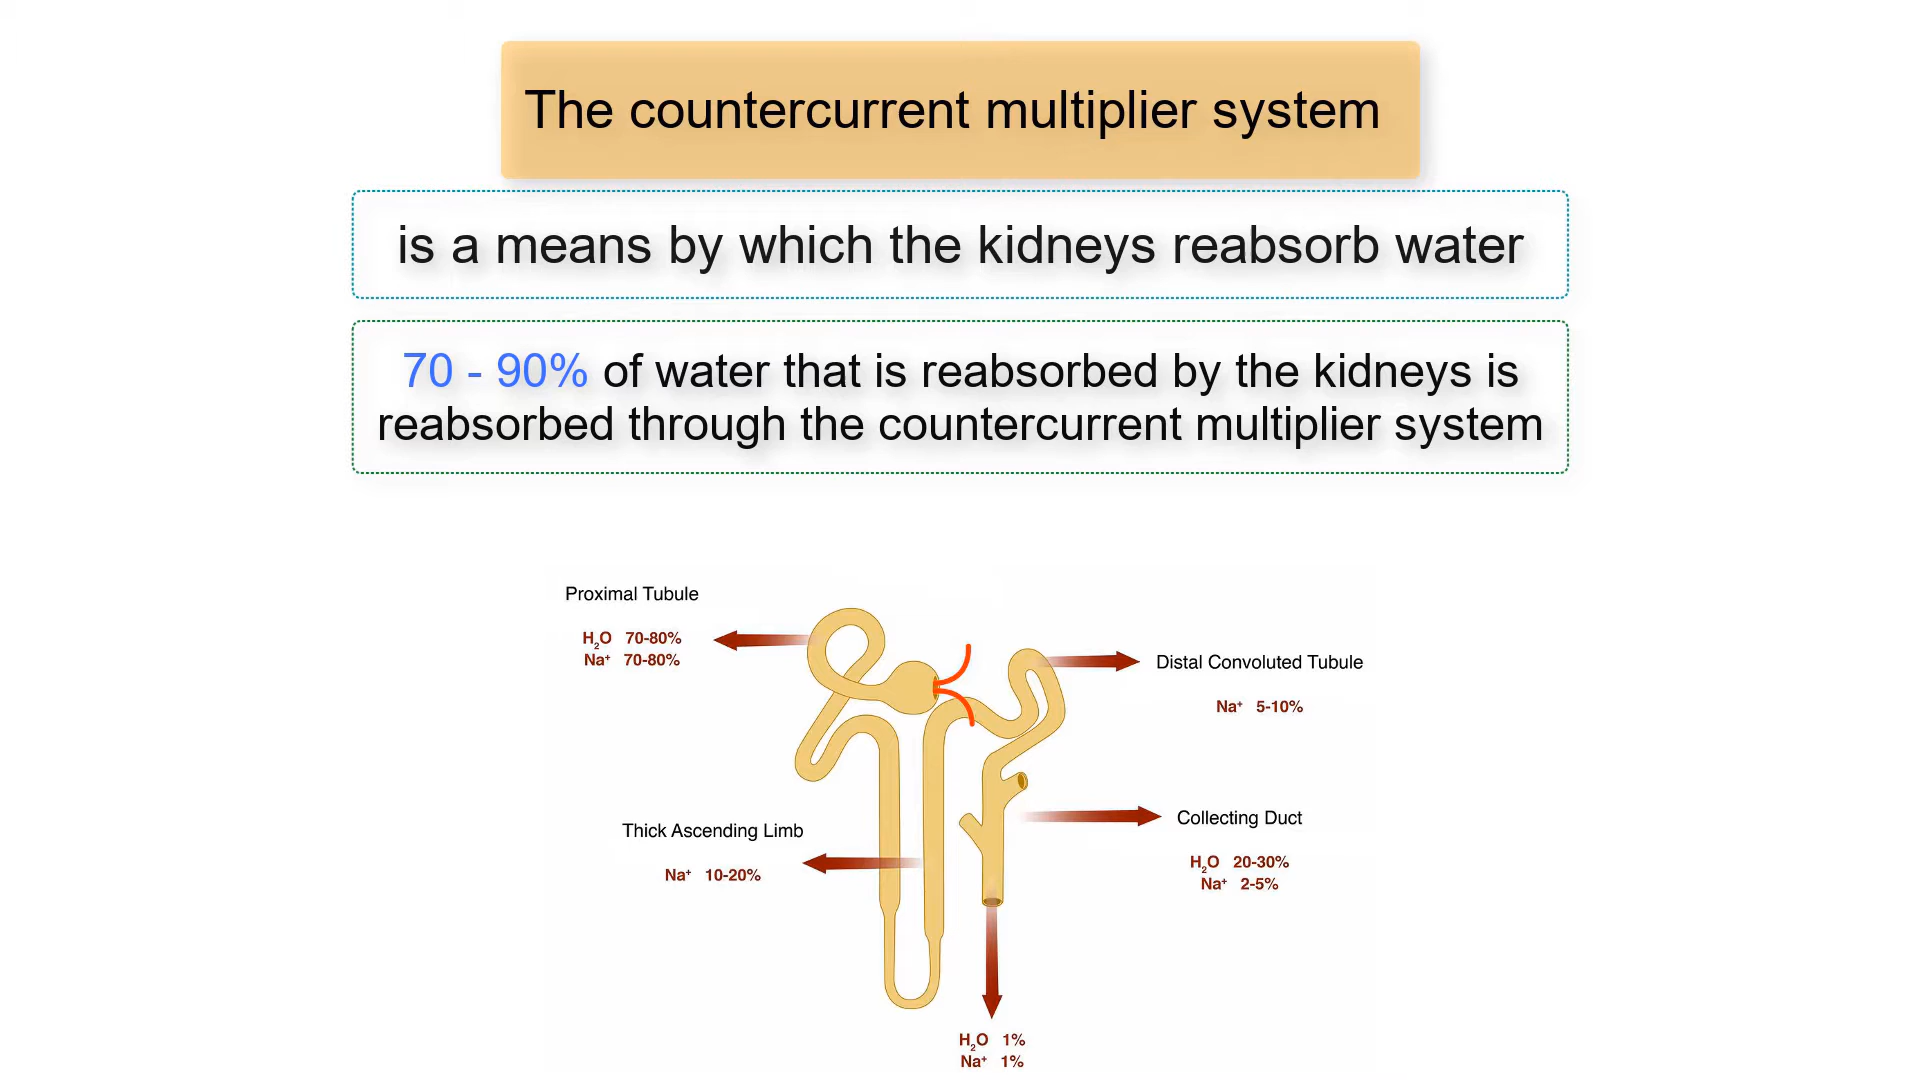 The countercurrent multiplier system
is a means by which the kidneys reabsorb water
70 - 90% of water that is reabsorbed by the kidneys is
reabsorbed through the countercurrent multiplier system
Proximal Tubule
H₂O 70-80%
Na⁺ 70-80%
Distal Convoluted Tubule
Na⁺ 5-10%
Thick Ascending Limb
Na⁺ 10-20%
Collecting Duct
H₂O 20-30%
Na⁺ 2-5%
H₂O 1%
Na⁺ 1%